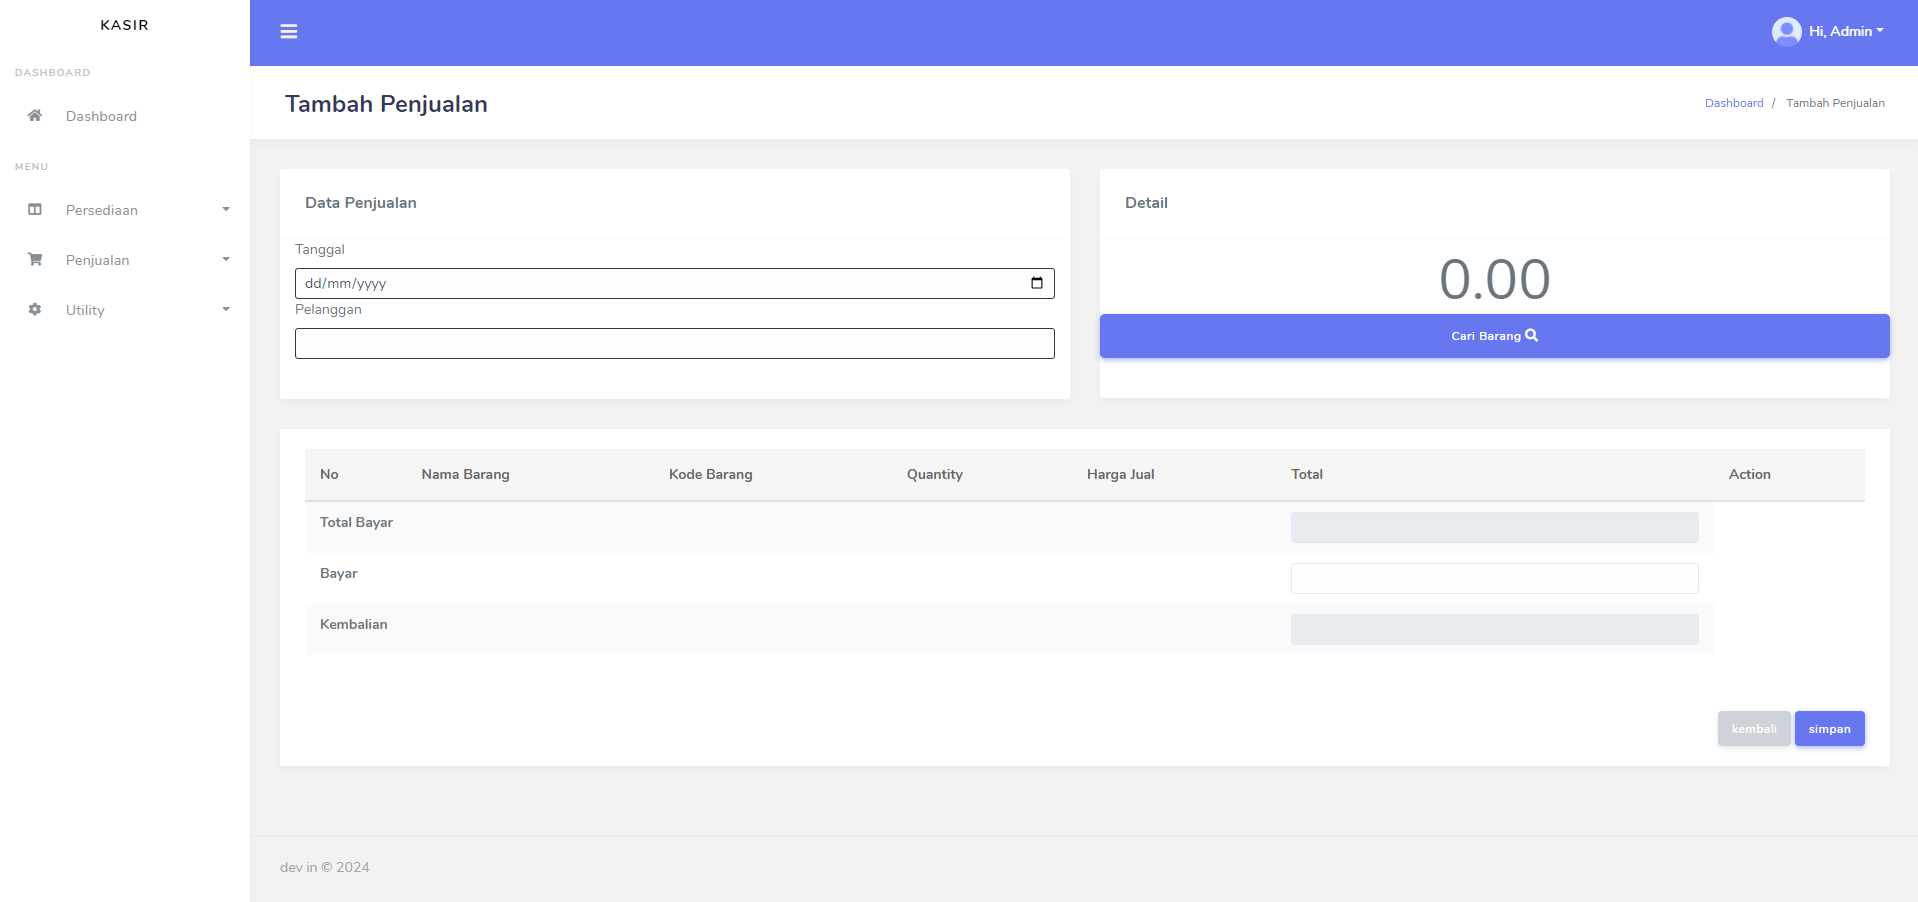 KASIR
Hi, Admin
DASHBOARD
Dashboard
MENU
Persediaan
Penjualan
Utility
Tambah Penjualan
Dashboard / Tambah Penjualan
Data Penjualan
Tanggal
dd/mm/yyyy
Pelanggan
Detail
0.00
Cari Barang
No Nama Barang Kode Barang Quantity Harga Jual Total Action
Total Bayar
Bayar
Kembalian
kembali simpan
dev in © 2024